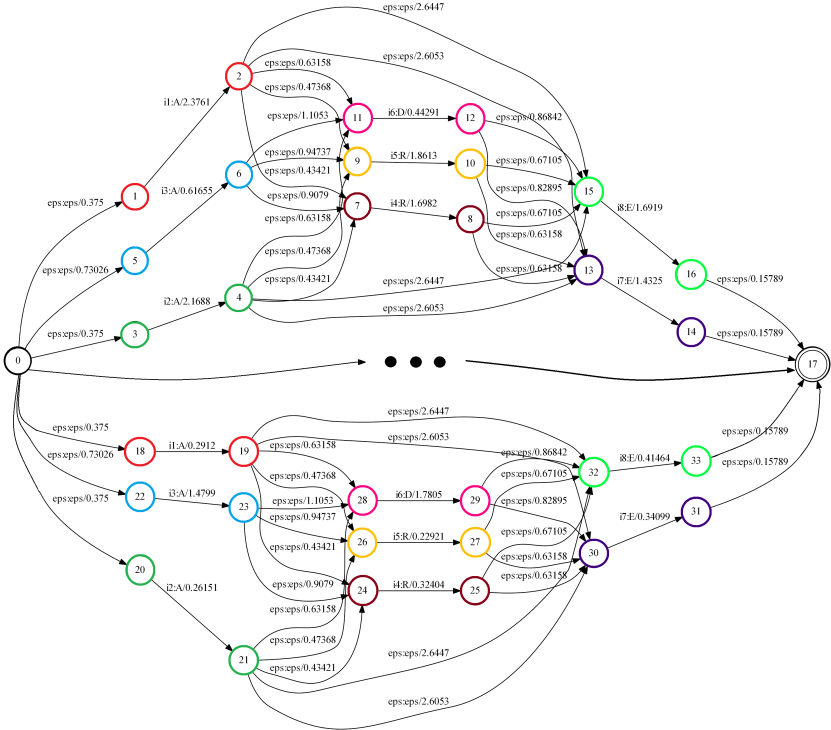 eps:eps/2.6447
eps:eps/2.6053
eps:eps/0.63158
2
eps:eps/0.47368
i1:A/2.3761
i6:D/0.44291
eps:eps/1.1053
11
12
eps:eps/0.86842
eps:eps/0.94737
i5:R/1.8613
9
10
eps:eps/0.67105
i3:A/0.61655
6
eps:eps/0.43421
eps:eps/0.82895
15
1
eps:eps/0.9079
7
i4:R/1.6982
8
eps:eps/0.67105
i8:E/1.6919
eps:eps/0.375
eps:eps/0.63158
eps:eps/0.63158
5
eps:eps/0.47368
eps:eps/0.73026
eps:eps/0.63158
13
16
eps:eps/0.15789
eps:eps/0.43421
eps:eps/2.6447
i7:E/1.4325
i2:A/2.1688
4
eps:eps/2.6053
eps:eps/0.375
3
14
eps:eps/0.15789
0
17
eps:eps/2.6447
eps:eps/0.375
i1:A/0.2912
eps:eps/0.63158
eps:eps/2.6053
eps:eps/0.15789
18
19
eps:eps/0.86842
i8:E/0.41464
33
eps:eps/0.73026
eps:eps/0.47368
eps:eps/0.67105
32
eps:eps/0.15789
i3:A/1.4799
i6:D/1.7805
22
23
eps:eps/1.1053
28
29
eps:eps/0.82895
eps:eps/0.375
eps:eps/0.94737
i7:E/0.34099
31
i5:R/0.22921
eps:eps/0.67105
eps:eps/0.43421
26
27
eps:eps/0.63158
30
20
eps:eps/0.9079
i4:R/0.32404
eps:eps/0.63158
i2:A/0.26151
24
25
eps:eps/0.63158
eps:eps/0.47368
21
eps:eps/0.43421
eps:eps/2.6447
eps:eps/2.6053